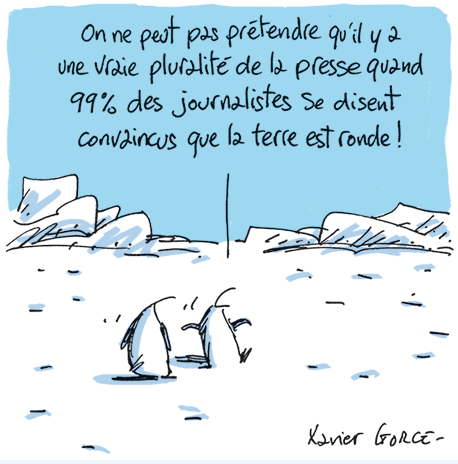 On ne peut pas prétendre qu'il y a
une vraie pluralité de la presse quand
99% des journalistes se disent
convaincus que la terre est ronde !
Xavier GORCE-